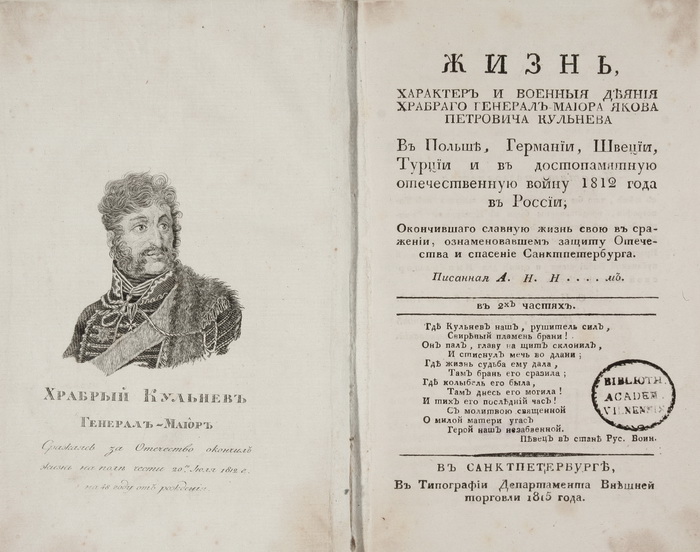 Храбрый Кульневъ
Генералъ-Маіоръ
Сражаясь за Отечество окончилъ
жизнь на полѣ чести 20го Іюля 1812 г.
на 48 году отъ рожденія.
ЖИЗНЬ,
ХАРАКТЕРЪ И ВОЕННЫЯ ДѢЯНІЯ
ХРАБРАГО ГЕНЕРАЛЪ-МАІОРА ЯКОВА
ПЕТРОВИЧА КУЛЬНЕВА
Въ Польшѣ, Германіи, Швеціи,
Турціи и въ достопамятную
отечественную войну 1812 года
въ Россіи;
Окончившаго славную жизнь свою въ сра-
женіи, ознаменовавшемъ защиту Отече-
ства и спасеніе Санктпетербурга.
Писанная А. Н. Н . . . . мъ.
въ 2хъ частяхъ.
Гдѣ Кульневъ нашъ, рушитель силъ,
Свирѣпый пламень брани!
Онъ палъ, главу на щитъ склонилъ,
И стиснулъ мечь во длани;
Гдѣ жизнь судьба ему дала,
Тамъ брань его сразила;
Гдѣ колыбель его была,
Тамъ днесь его могила!
И тихъ его послѣдній часъ!
Съ молитвою священной
О милой матери угасъ
Герой нашъ незабвенной.
Пѣвецъ въ станѣ Рус. Воин.
BIBLIOTH.
ACADEM.
VILNENSIS
ВЪ САНКТПЕТЕРБУРГѢ,
Въ Типографіи Департамента Внѣшней
торговли 1815 года.